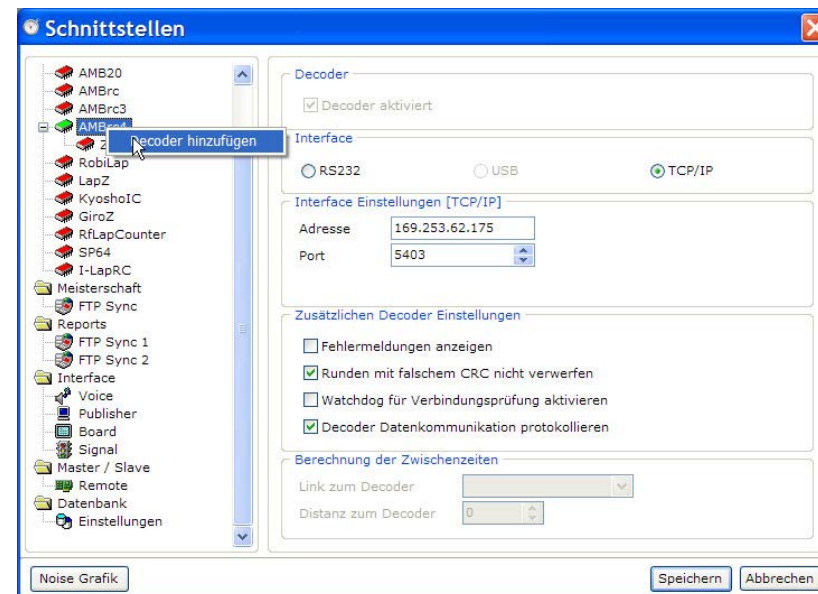 Schnittstellen
AMB20
AMBrc
AMBrc3
AMBrc4
Decoder hinzufügen
Z
RobiLap
LapZ
KyoshoIC
GiroZ
RfLapCounter
SP64
I-LapRC
Meisterschaft
FTP Sync
Reports
FTP Sync 1
FTP Sync 2
Interface
Voice
Publisher
Board
Signal
Master / Slave
Remote
Datenbank
Einstellungen
Decoder
Decoder aktiviert
Interface
RS232 USB TCP/IP
Interface Einstellungen [TCP/IP]
Adresse 169.253.62.175
Port 5403
Zusätzlichen Decoder Einstellungen
Fehlermeldungen anzeigen
Runden mit falschem CRC nicht verwerfen
Watchdog für Verbindungsprüfung aktivieren
Decoder Datenkommunikation protokollieren
Berechnung der Zwischenzeiten
Link zum Decoder
Distanz zum Decoder 0
Noise Grafik Speichern Abbrechen